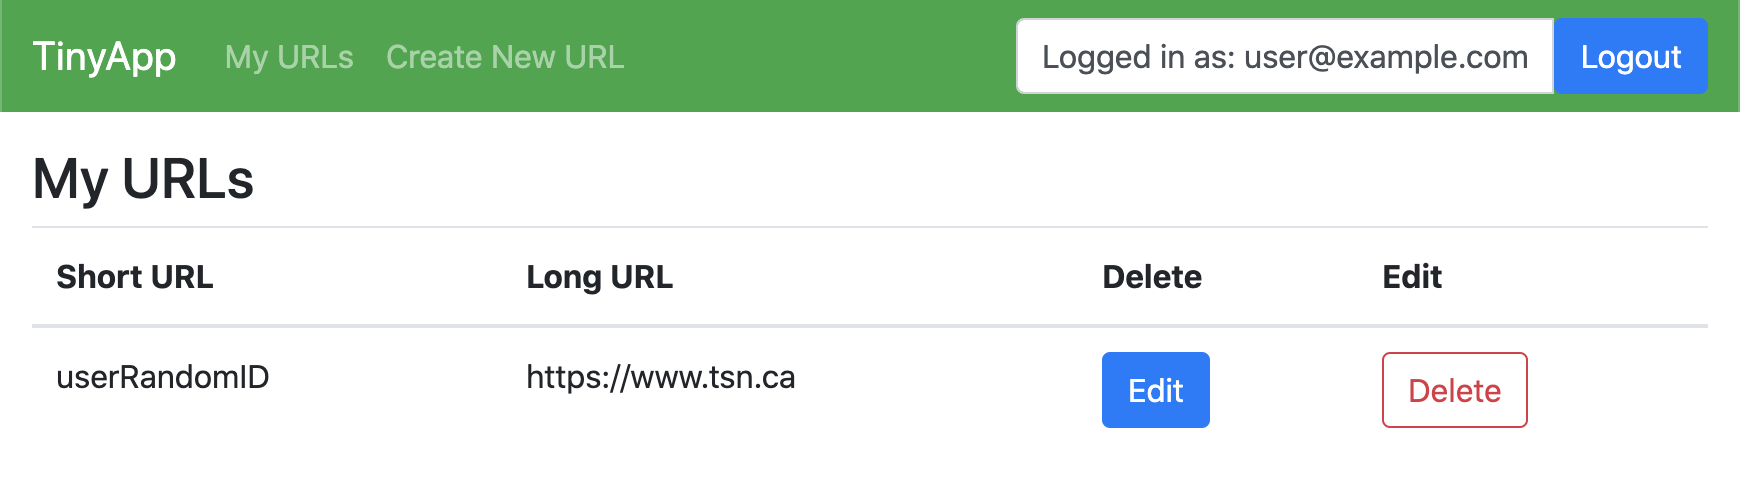 TinyApp My URLs Create New URL Logged in as: user@example.com Logout
My URLs
Short URL Long URL Delete Edit
userRandomID https://www.tsn.ca Edit Delete